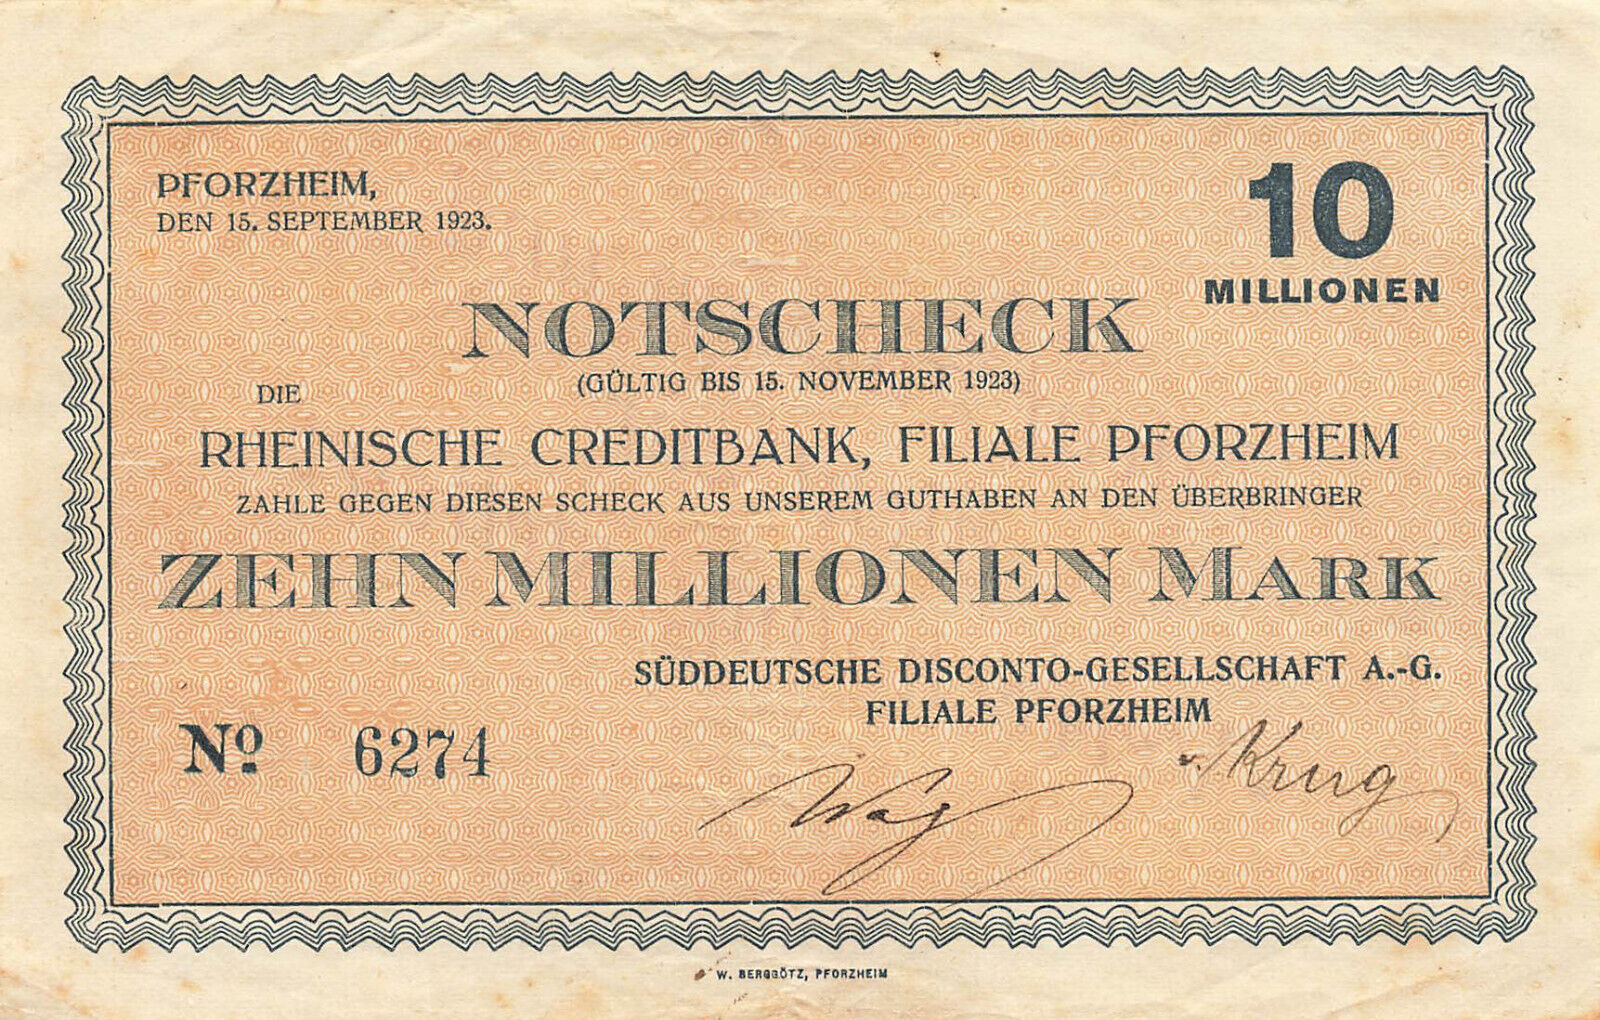 PFORZHEIM,
DEN 15. SEPTEMBER 1923.
10
MILLIONEN
NOTSCHECK
(GÜLTIG BIS 15. NOVEMBER 1923)
DIE
RHEINISCHE CREDITBANK, FILIALE PFORZHEIM
ZAHLE GEGEN DIESEN SCHECK AUS UNSEREM GUTHABEN AN DEN ÜBERBRINGER
ZEHN MILLIONEN MARK
SÜDDEUTSCHE DISCONTO-GESELLSCHAFT A.-G.
FILIALE PFORZHEIM
No 6274
Krug
W. BERGGÖTZ, PFORZHEIM